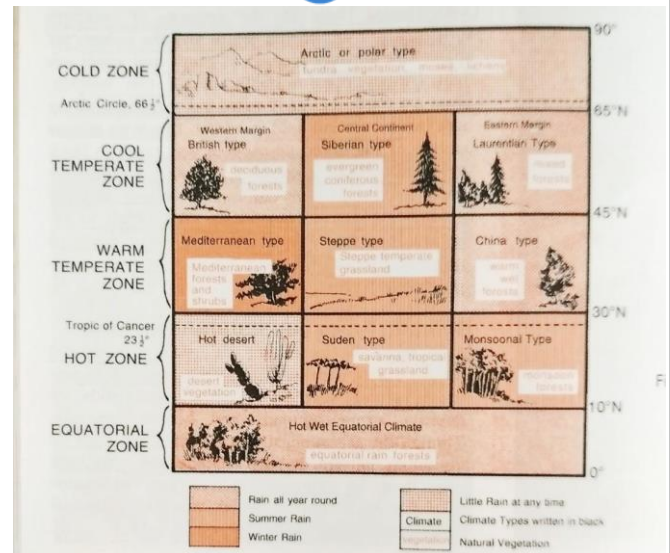 90°
Arctic or polar type
tundra vegetation mosses lichens
COLD ZONE
Arctic Circle, 66½°
65°N
COOL
TEMPERATE
ZONE
Western Margin
British type
deciduous
forests
Central Continent
Siberian type
evergreen
coniferous
forests
Eastern Margin
Laurentian Type
mixed
forests
45°N
WARM
TEMPERATE
ZONE
Mediterranean type
Mediterranean
forests
and
shrubs
Steppe type
Steppe temperate
grassland
China type
warm
wet
forests
30°N
Tropic of Cancer
23½°
HOT ZONE
Hot desert
desert
vegetation
Suden type
savanna, tropical
grassland
Monsoonal Type
monsoon
forests
10°N
EQUATORIAL
ZONE
Hot Wet Equatorial Climate
equatorial rain forests
0°
Rain all year round
Summer Rain
Winter Rain
Little Rain at any time
Climate
Climate Types written in black
vegetation
Natural Vegetation